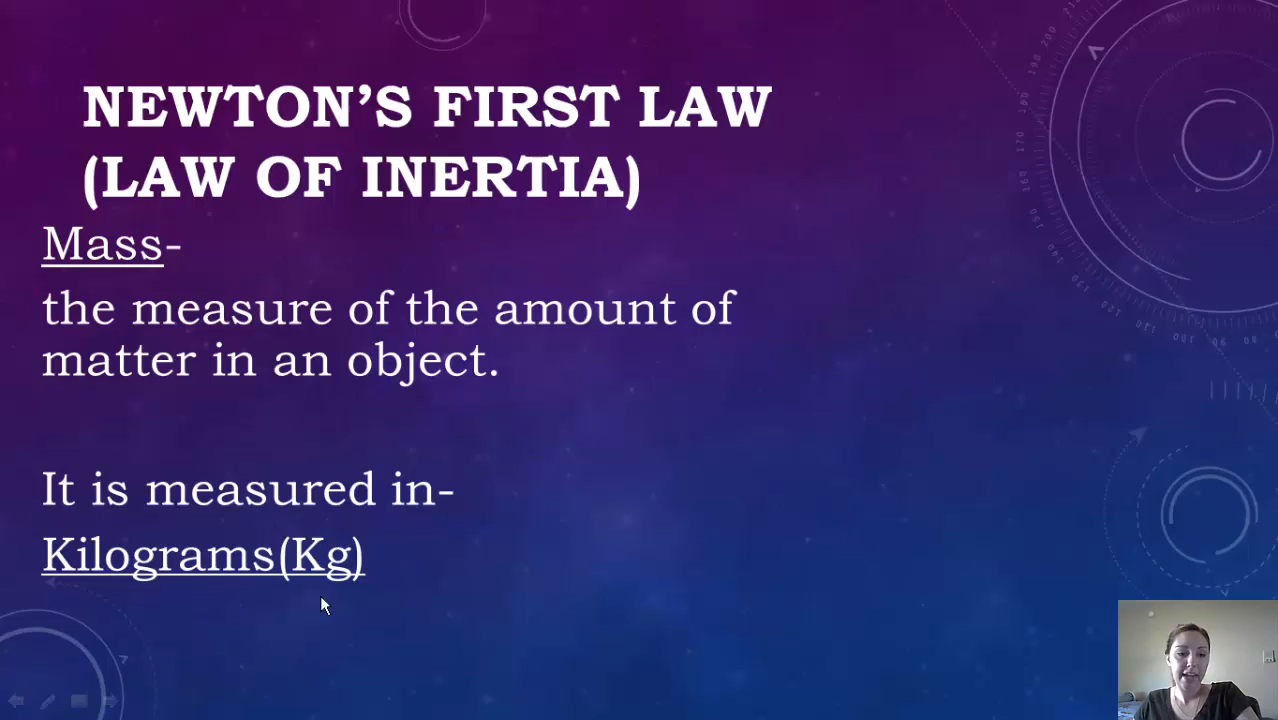 NEWTON’S FIRST LAW
(LAW OF INERTIA)
Mass-
the measure of the amount of
matter in an object.
It is measured in-
Kilograms(Kg)